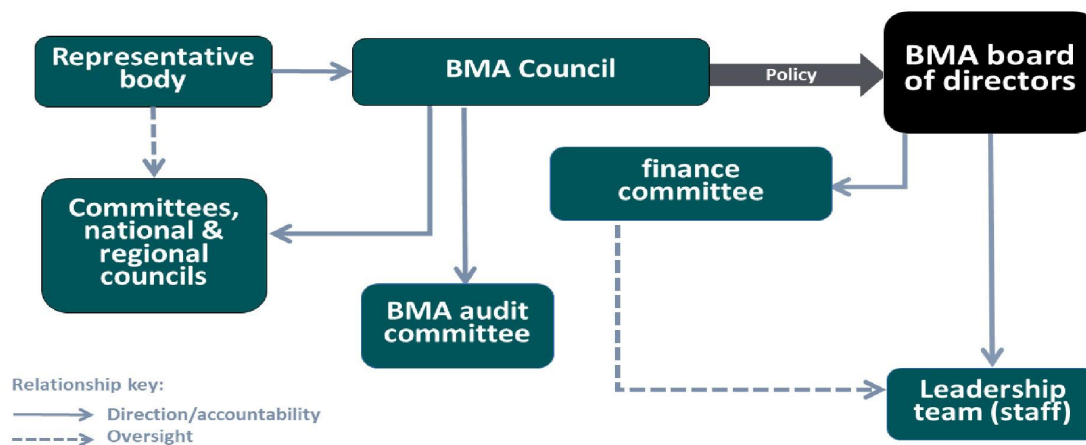 Representative
body
BMA Council
Policy
BMA board
of directors
finance
committee
Committees,
national &
regional
councils
BMA audit
committee
Leadership
team (staff)
Relationship key:
Direction/accountability
Oversight